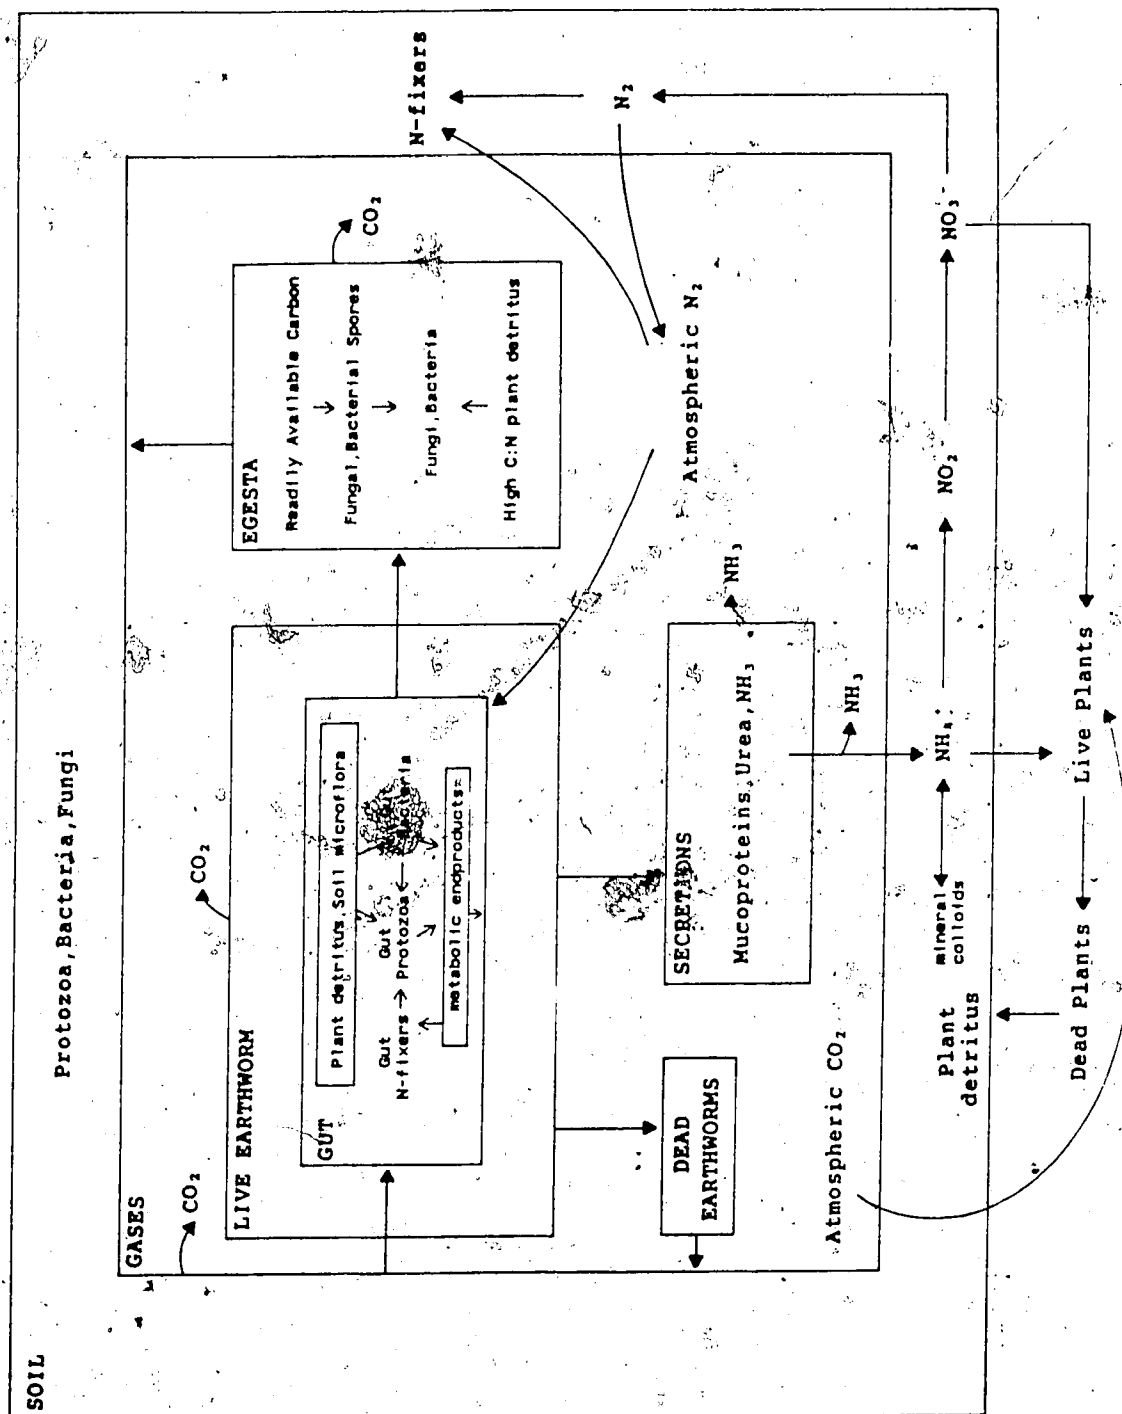 SOIL
Protozoa,Bacteria,Fungi
GASES
CO2
CO2
LIVE EARTHWORM
GUT
Plant detritus,Soil microflora
Gut
N-fixers
Gut
Protozoa
Bacteria
metabolic endproducts
EGESTA
Readily Available Carbon
Fungal,Bacterial Spores
Fungi,Bacteria
High C:N plant detritus
CO2
N-fixers
N2
Atmospheric N2
DEAD
EARTHWORMS
SECRETIONS
Mucoproteins,Urea,NH3
NH3
NH3
Atmospheric CO2
Plant
detritus
mineral
colloids
NO2-
NO3-
Dead Plants
Live Plants